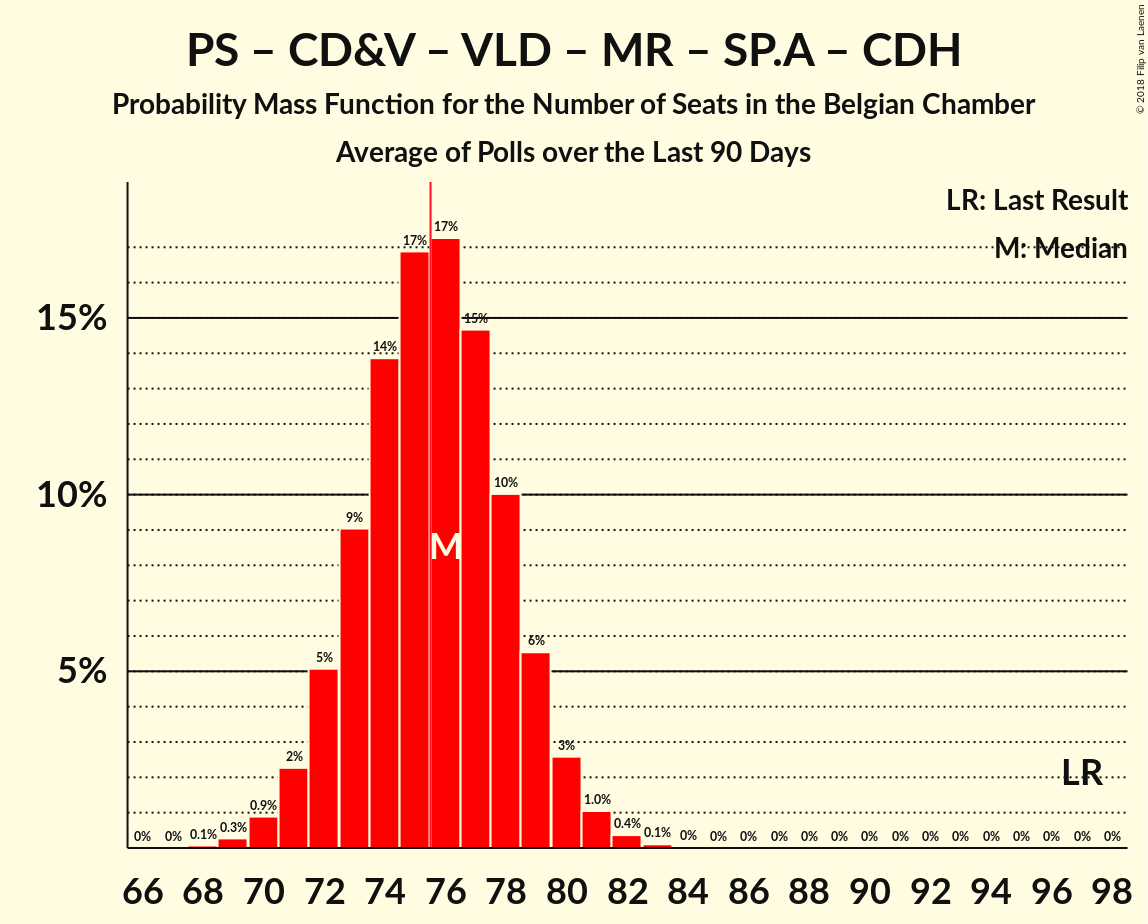 PS – CD&V – VLD – MR – SP.A – CDH
Probability Mass Function for the Number of Seats in the Belgian Chamber
Average of Polls over the Last 90 Days
© 2018 Filip van Laenen
LR: Last Result
M: Median
15%
10%
5%
0% 0% 0.1% 0.3% 0.9% 2% 5% 9% 14% 17% 17% 15% 10% 6% 3% 1.0% 0.4% 0.1% 0% 0% 0% 0% 0% 0% 0% 0% 0% 0% 0% 0% 0% 0% 0%
M
LR
66 68 70 72 74 76 78 80 82 84 86 88 90 92 94 96 98